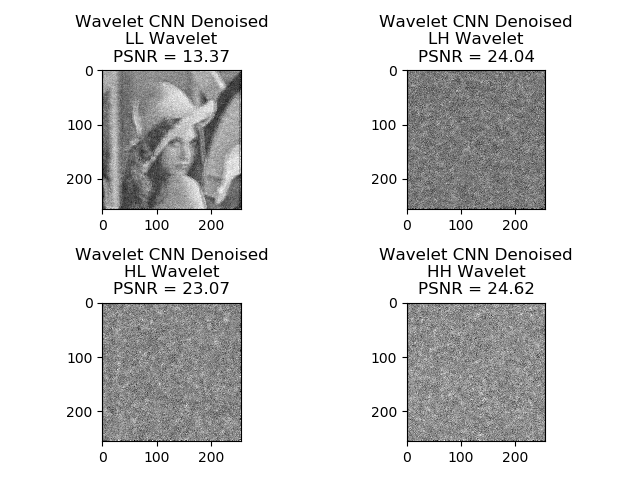 Wavelet CNN Denoised
LL Wavelet
PSNR = 13.37
0
100
200
0 100 200
Wavelet CNN Denoised
LH Wavelet
PSNR = 24.04
0
100
200
0 100 200
Wavelet CNN Denoised
HL Wavelet
PSNR = 23.07
0
100
200
0 100 200
Wavelet CNN Denoised
HH Wavelet
PSNR = 24.62
0
100
200
0 100 200